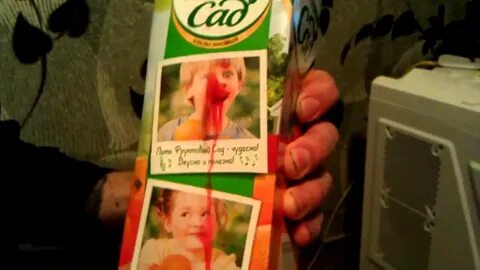 Сад
Пить Фруктовый Сад - чудесно!
Вкусно и полезно!